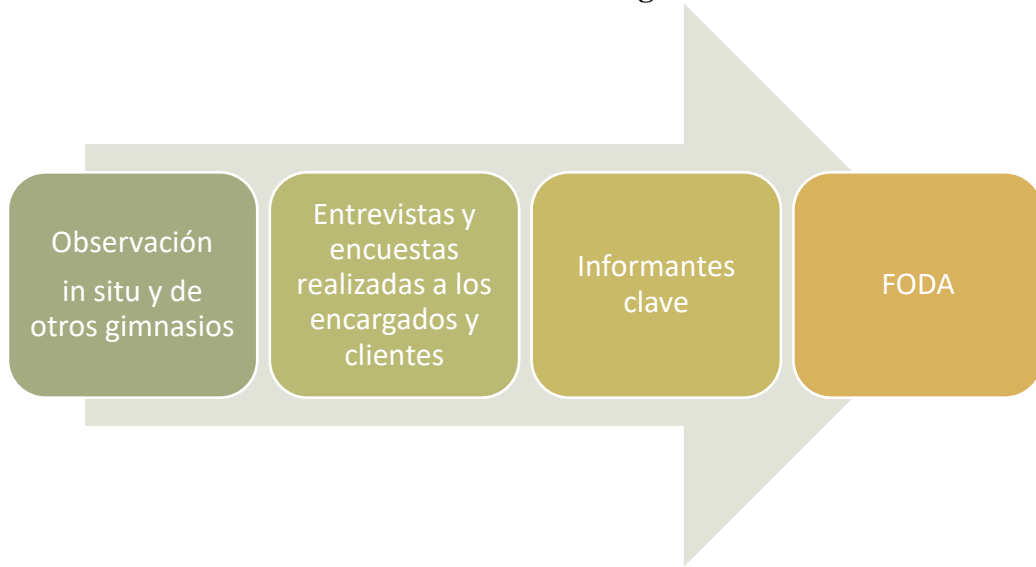 Observación
in situ y de
otros gimnasios
Entrevistas y
encuestas
realizadas a los
encargados y
clientes
Informantes
clave
FODA